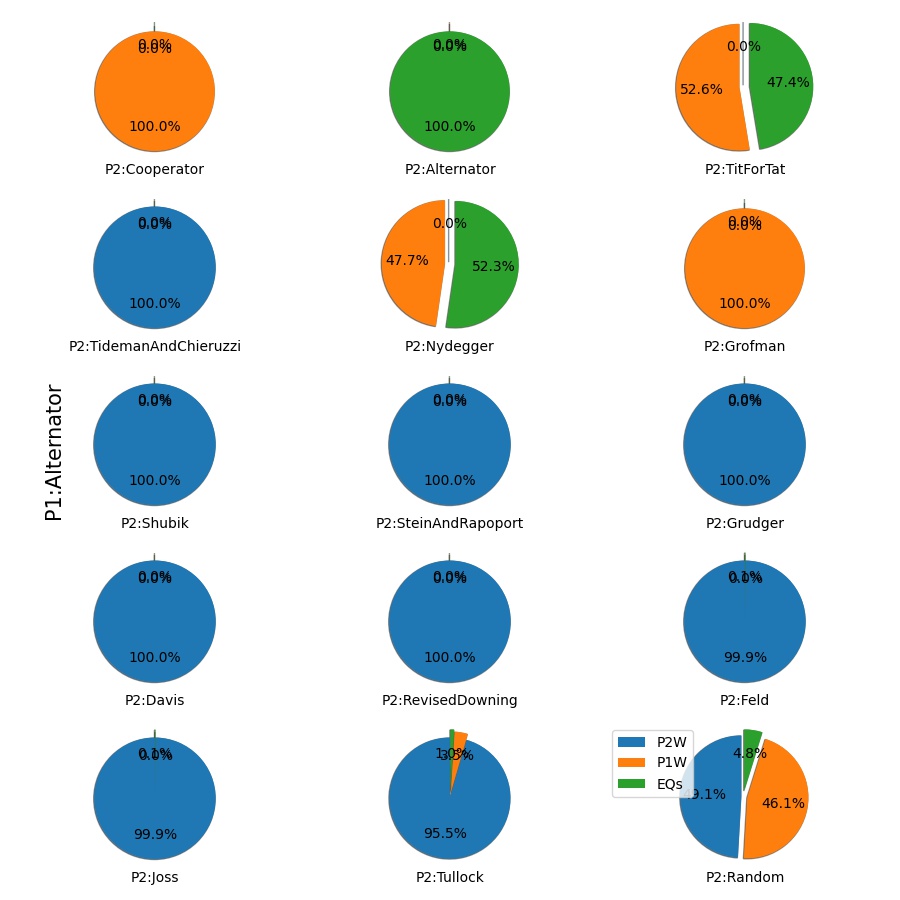 0.0%
0.0%
100.0%
P2:Cooperator
0.0%
0.0%
100.0%
P2:Alternator
0.0%
52.6%
47.4%
P2:TitForTat
0.0%
0.0%
100.0%
P2:TidemanAndChieruzzi
0.0%
47.7%
52.3%
P2:Nydegger
0.0%
0.0%
100.0%
P2:Grofman
P1:Alternator
0.0%
0.0%
100.0%
P2:Shubik
0.0%
0.0%
100.0%
P2:SteinAndRapoport
0.0%
0.0%
100.0%
P2:Grudger
0.0%
0.0%
100.0%
P2:Davis
0.0%
0.0%
100.0%
P2:RevisedDowning
0.1%
0.0%
99.9%
P2:Feld
0.1%
0.0%
99.9%
P2:Joss
1.0%
3.5%
95.5%
P2:Tullock
P2W
P1W
EQs
4.8%
49.1%
46.1%
P2:Random